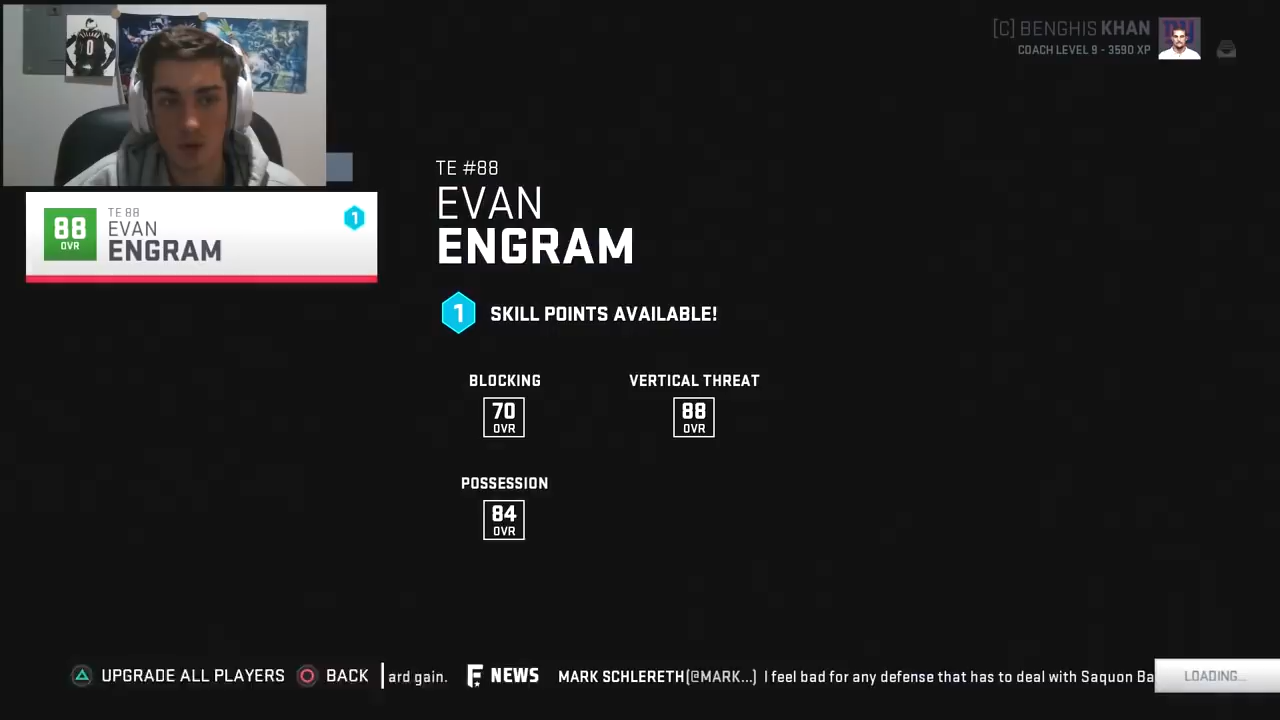 [C] BENGHIS KHAN
COACH LEVEL 9 - 3590 XP
0
88
OVR
TE 88
EVAN
ENGRAM
1
TE #88
EVAN
ENGRAM
1 SKILL POINTS AVAILABLE!
BLOCKING
70
OVR
VERTICAL THREAT
88
OVR
POSSESSION
84
OVR
UPGRADE ALL PLAYERS BACK
ard gain. NEWS MARK SCHLERETH(@MARK...) I feel bad for any defense that has to deal with Saquon Ba
LOADING...